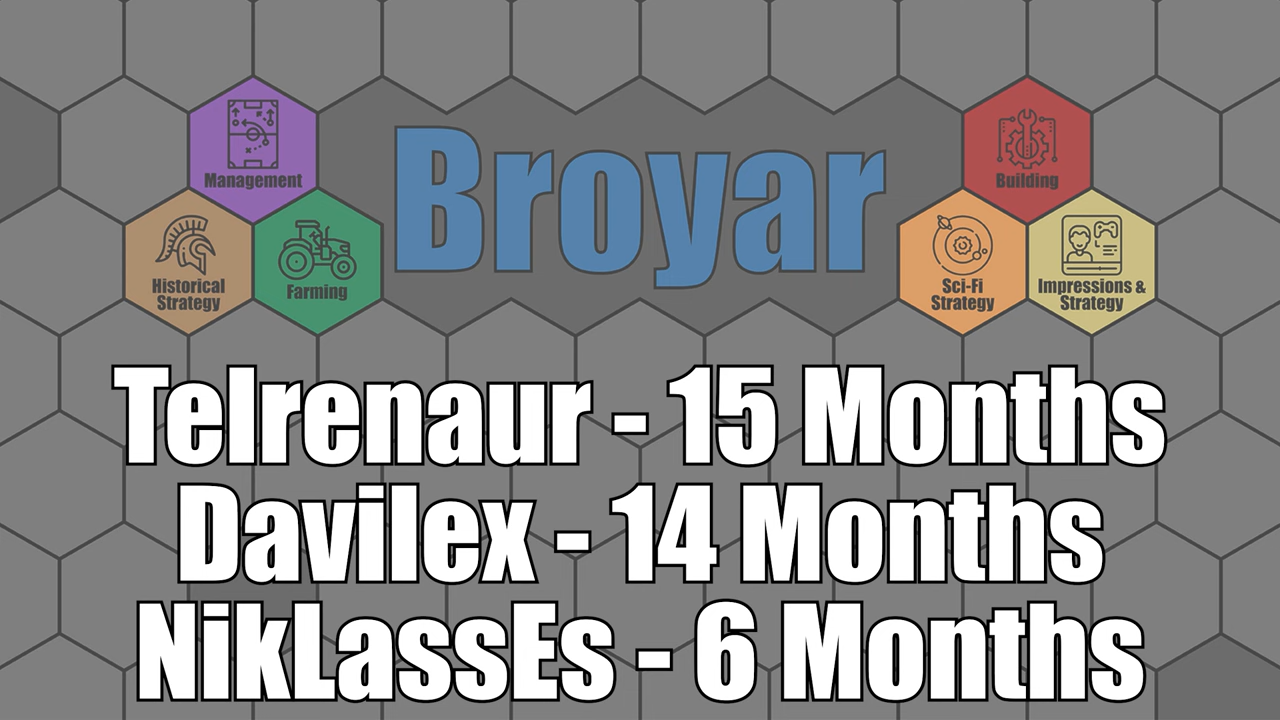 Management
Historical
Strategy
Farming
Broyar
Building
Sci-Fi
Strategy
Impressions &
Strategy
Telrenaur - 15 Months
Davilex - 14 Months
NikLassEs - 6 Months